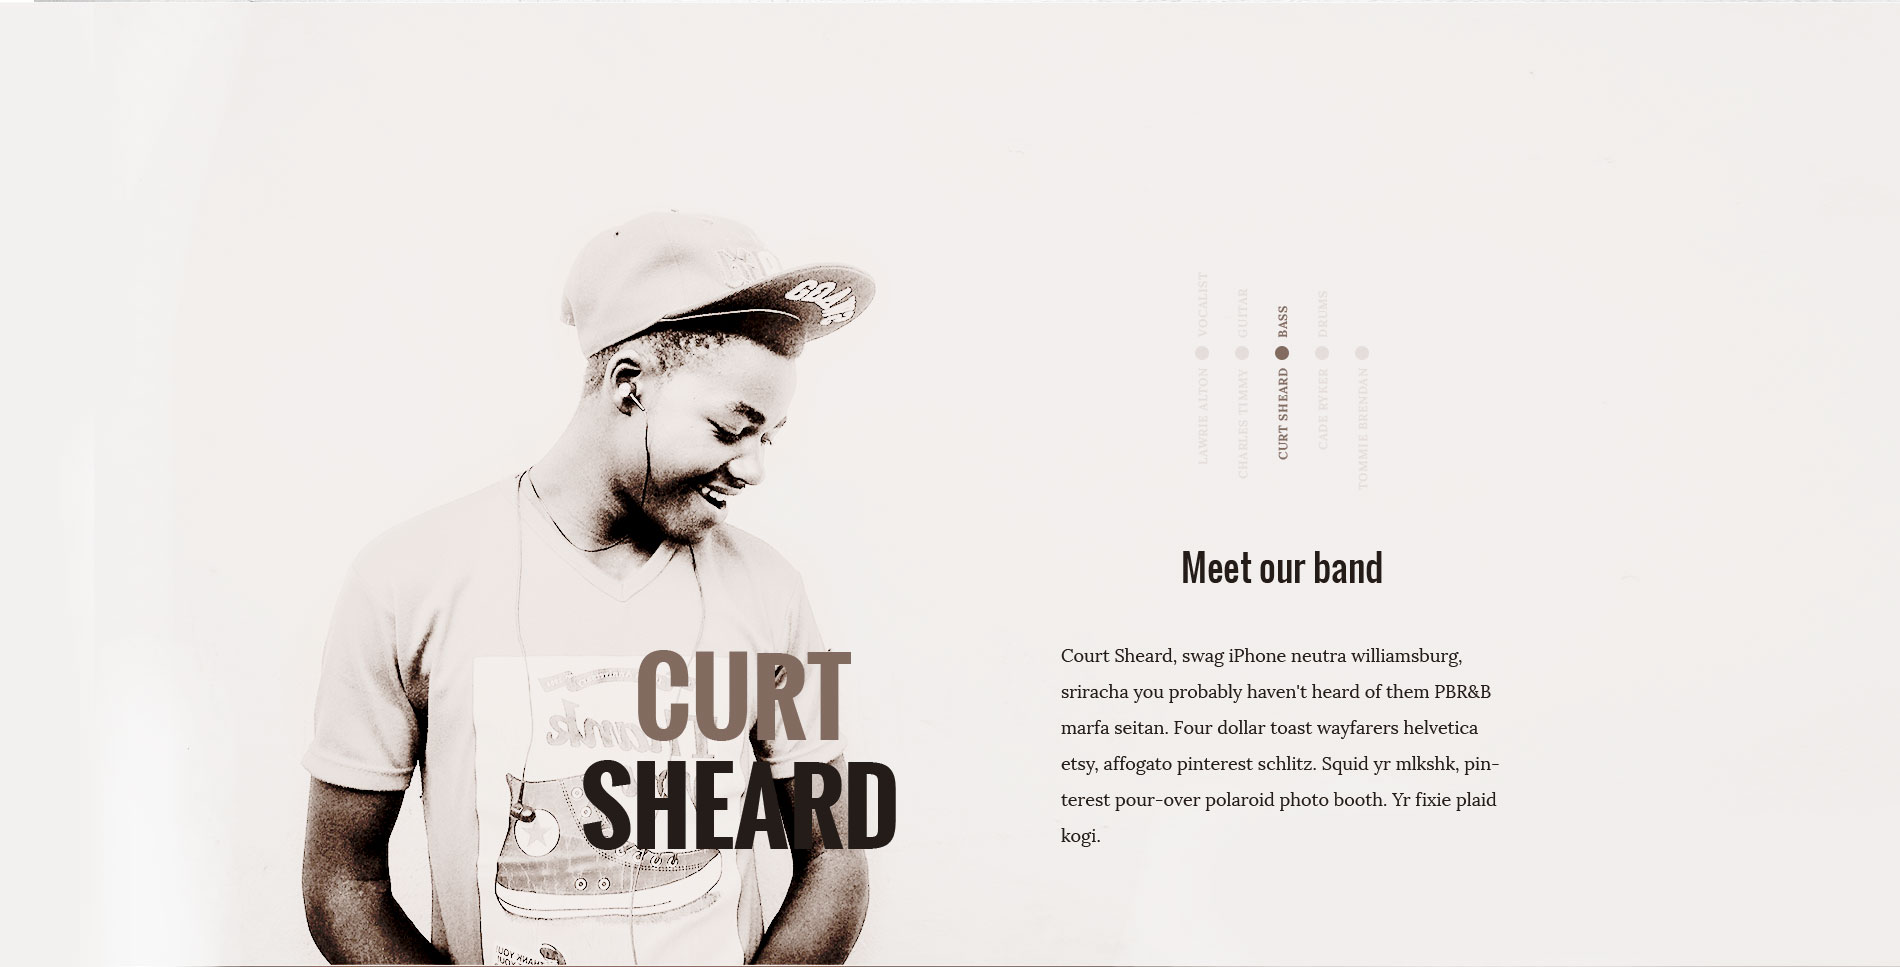 VOCALIST
GUITAR
BASS
DRUMS
LAWRIE ALTON
CHARLES TIMMY
CURT SHEARD
CADE RYKER
TOMMIE BRENDAN
Meet our band
CURT
SHEARD
Court Sheard, swag iPhone neutra williamsburg,
sriracha you probably haven't heard of them PBR&B
marfa seitan. Four dollar toast wayfarers helvetica
etsy, affogato pinterest schlitz. Squid yr mlkshk, pin-
terest pour-over polaroid photo booth. Yr fixie plaid
kogi.
Thank